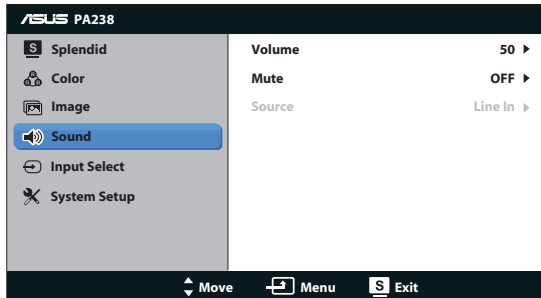 ASUS PA238
S Splendid
Color
Image
Sound
Input Select
System Setup
Volume 50
Mute OFF
Source Line In
Move Menu S Exit